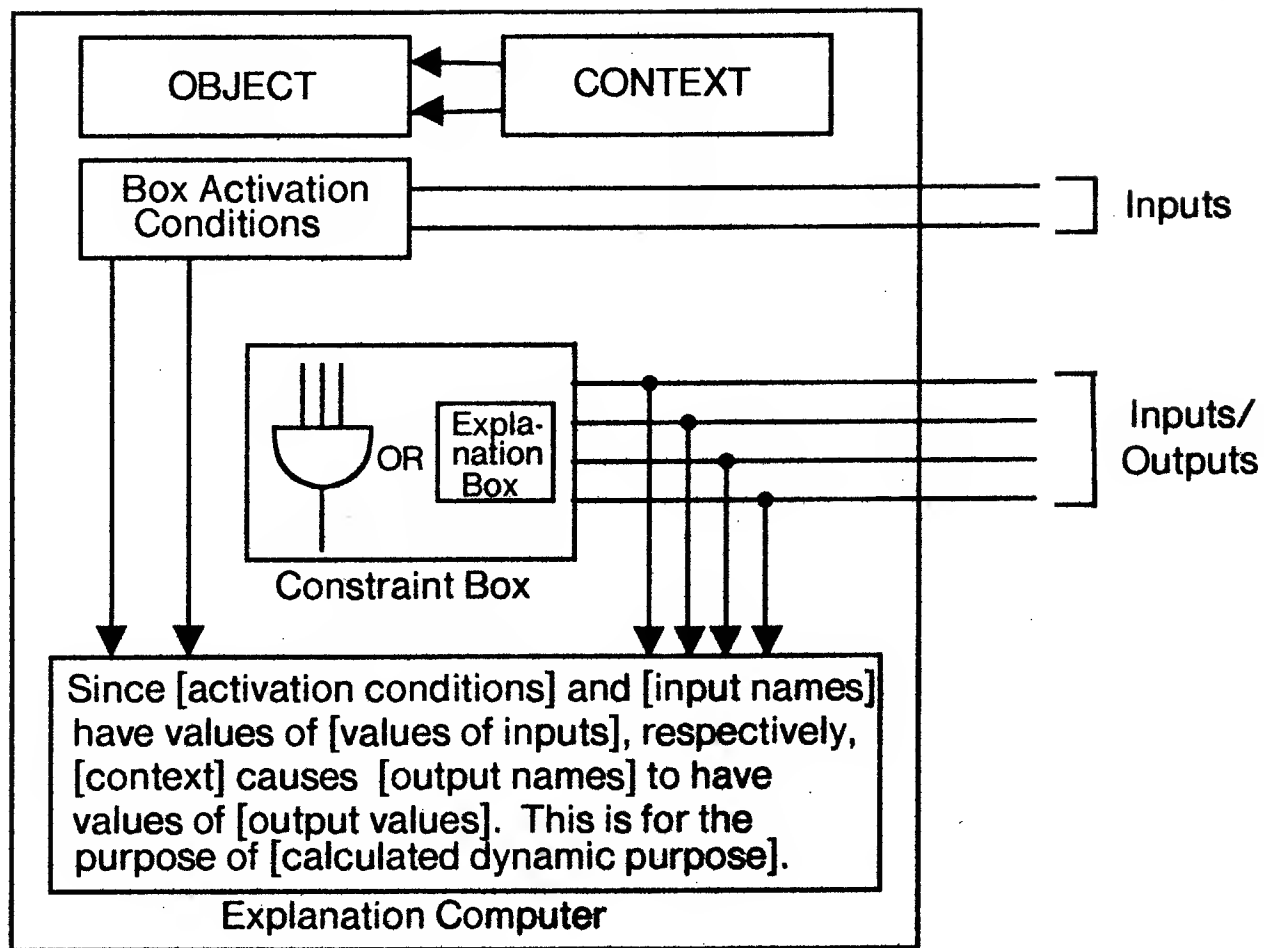 OBJECT
CONTEXT
Box Activation
Conditions
Inputs
Expla-
nation
Box
OR
Inputs/
Outputs
Constraint Box
Since [activation conditions] and [input names]
have values of [values of inputs], respectively,
[context] causes [output names] to have
values of [output values]. This is for the
purpose of [calculated dynamic purpose].
Explanation Computer